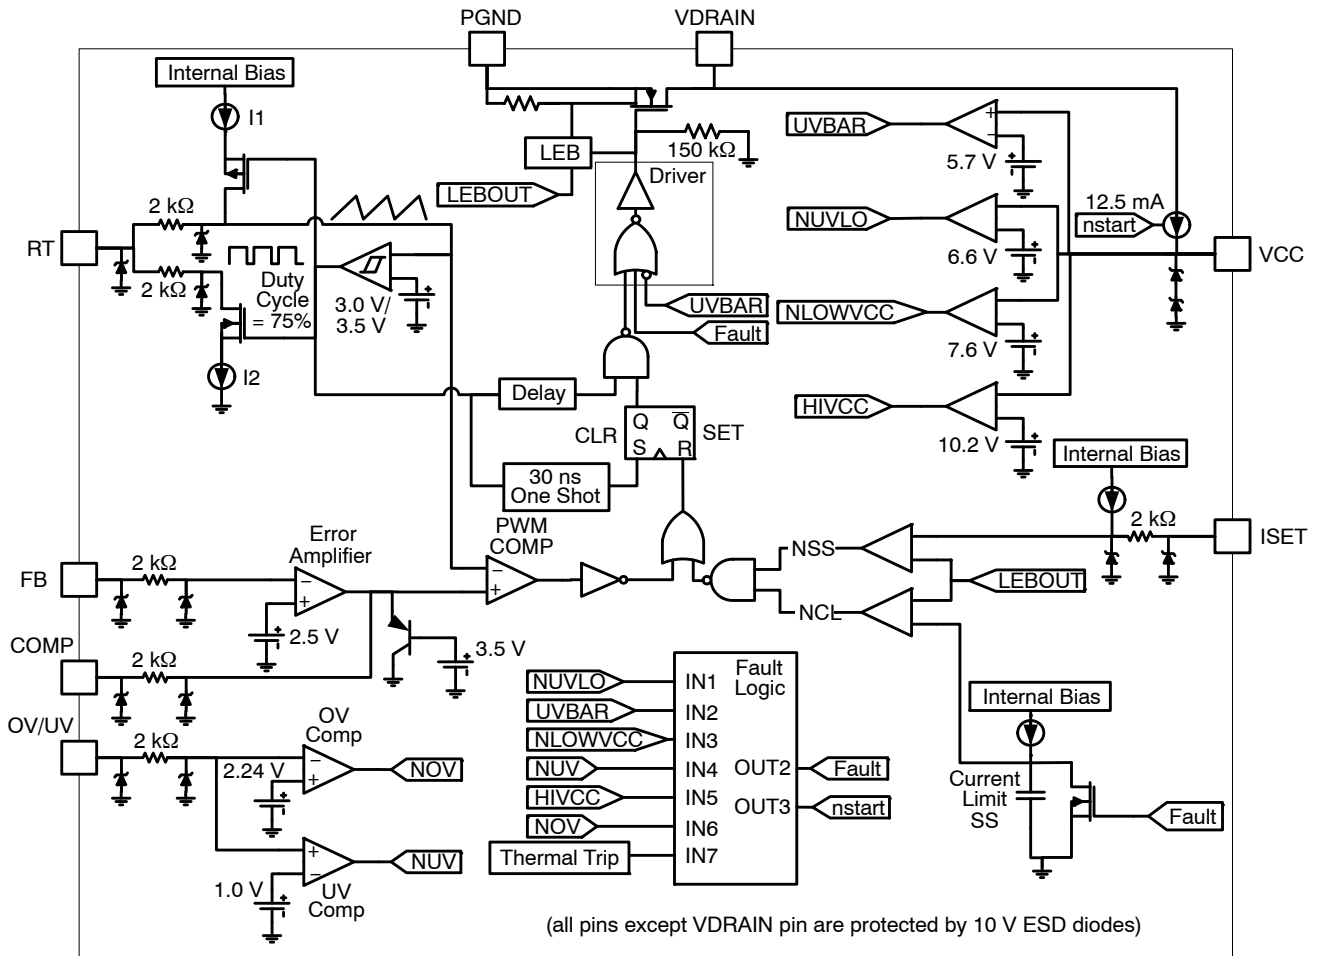 PGND
VDRAIN
Internal Bias
I1
LEB
150 kΩ
LEBOUT
Driver
UVBAR
+
−
5.7 V
NUVLO
6.6 V
12.5 mA
nstart
VCC
RT
2 kΩ
2 kΩ
Duty
Cycle
= 75%
3.0 V/
3.5 V
I2
UVBAR
Fault
NLOWVCC
7.6 V
HIVCC
10.2 V
Delay
CLR
Q
Q̅
S
R
SET
30 ns
One Shot
Internal Bias
2 kΩ
ISET
Error
Amplifier
PWM
COMP
FB
2 kΩ
−
+
2.5 V
−
+
NSS
NCL
LEBOUT
COMP
2 kΩ
3.5 V
OV/UV
2 kΩ
OV
Comp
2.24 V
−
+
NOV
1.0 V
+
−
UV
Comp
NUV
NUVLO
UVBAR
NLOWVCC
NUV
HIVCC
NOV
Thermal Trip
IN1
IN2
IN3
IN4
IN5
IN6
IN7
Fault
Logic
OUT2
OUT3
Fault
nstart
Internal Bias
Current
Limit
SS
Fault
(all pins except VDRAIN pin are protected by 10 V ESD diodes)